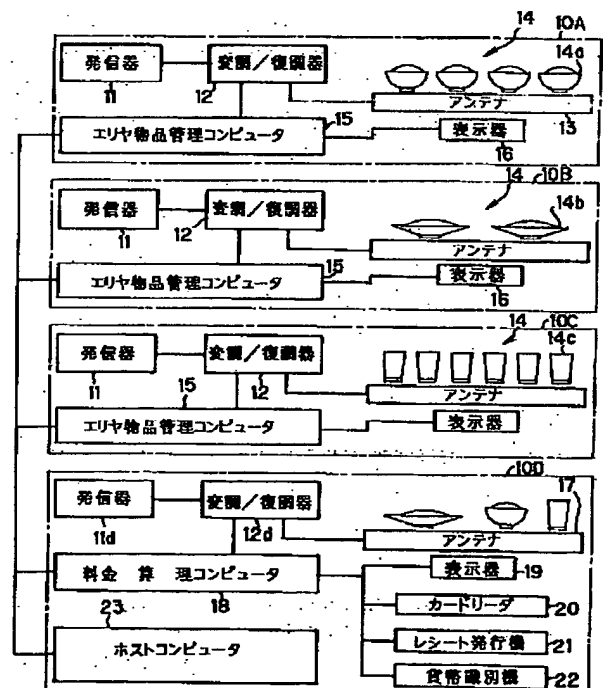 14
10A
発信器
変調/復調器
14a
11
12
アンテナ
13
15
エリヤ物品管理コンピュータ
表示器
16
14
10B
発信器
変調/復調器
14b
11
12
アンテナ
15
エリヤ物品管理コンピュータ
表示器
16
14
10C
発信器
変調/復調器
14c
11
15
12
アンテナ
エリヤ物品管理コンピュータ
表示器
10D
発信器
変調/復調器
17
11d
12d
アンテナ
料金算理コンピュータ
表示器
19
18
カードリーダ
20
23
ホストコンピュータ
レシート発行機
21
貨幣識別機
22